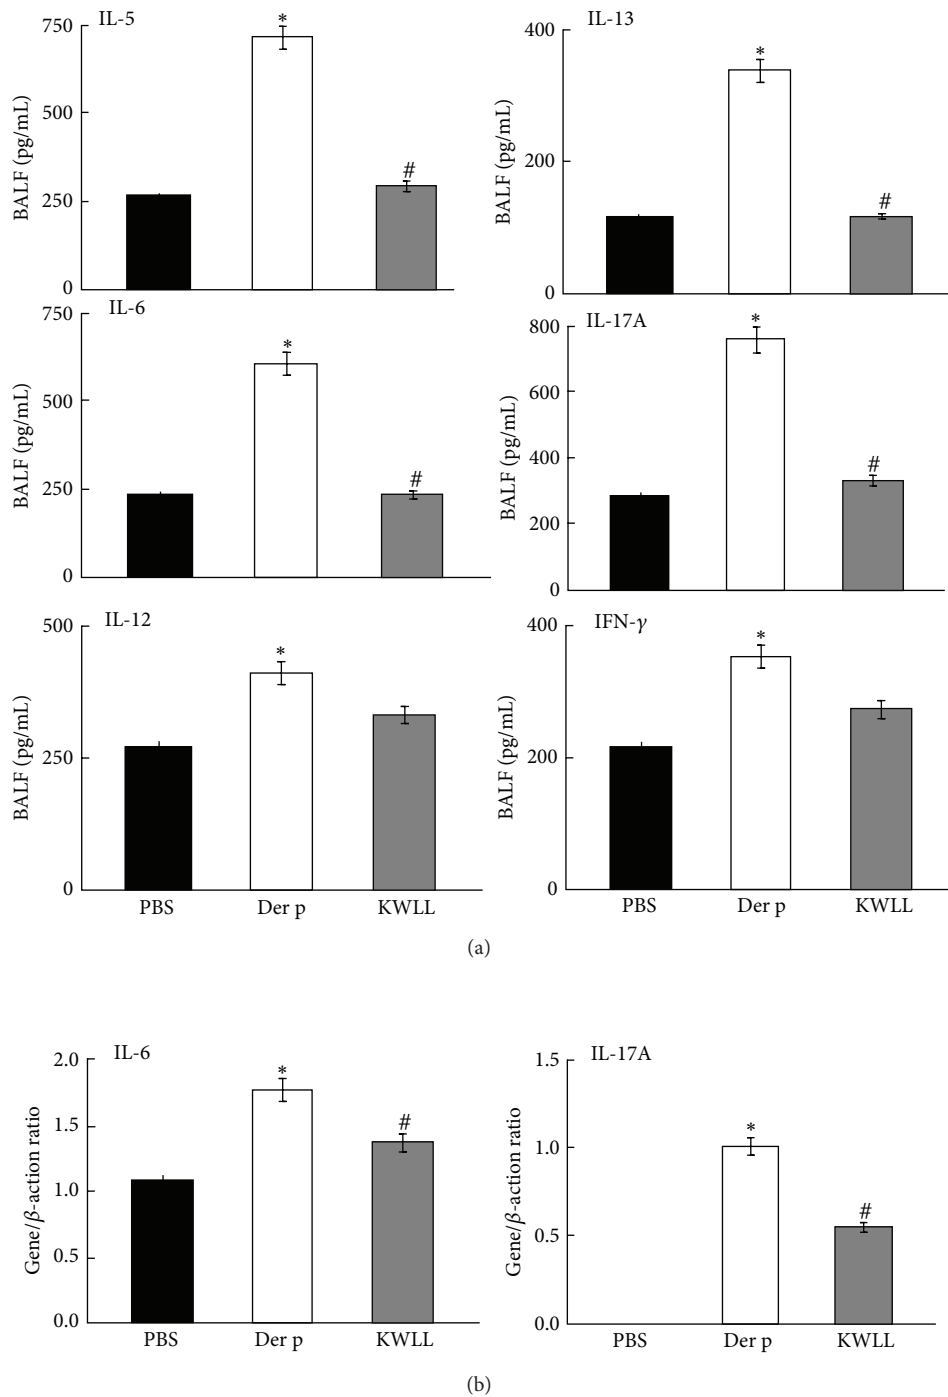 IL-5
BALF (pg/mL)
750
500
250
0
*
#
IL-13
BALF (pg/mL)
400
200
0
*
#
IL-6
BALF (pg/mL)
750
500
250
0
*
#
IL-17A
BALF (pg/mL)
800
600
400
200
0
*
#
IL-12
BALF (pg/mL)
500
250
0
*
PBS Der p KWLL
IFN-γ
BALF (pg/mL)
400
200
0
*
PBS Der p KWLL
(a)
IL-6
Gene/β-action ratio
2.0
1.5
1.0
0.5
0.0
*
#
PBS Der p KWLL
IL-17A
Gene/β-action ratio
1.5
1.0
0.5
0.0
*
#
PBS Der p KWLL
(b)